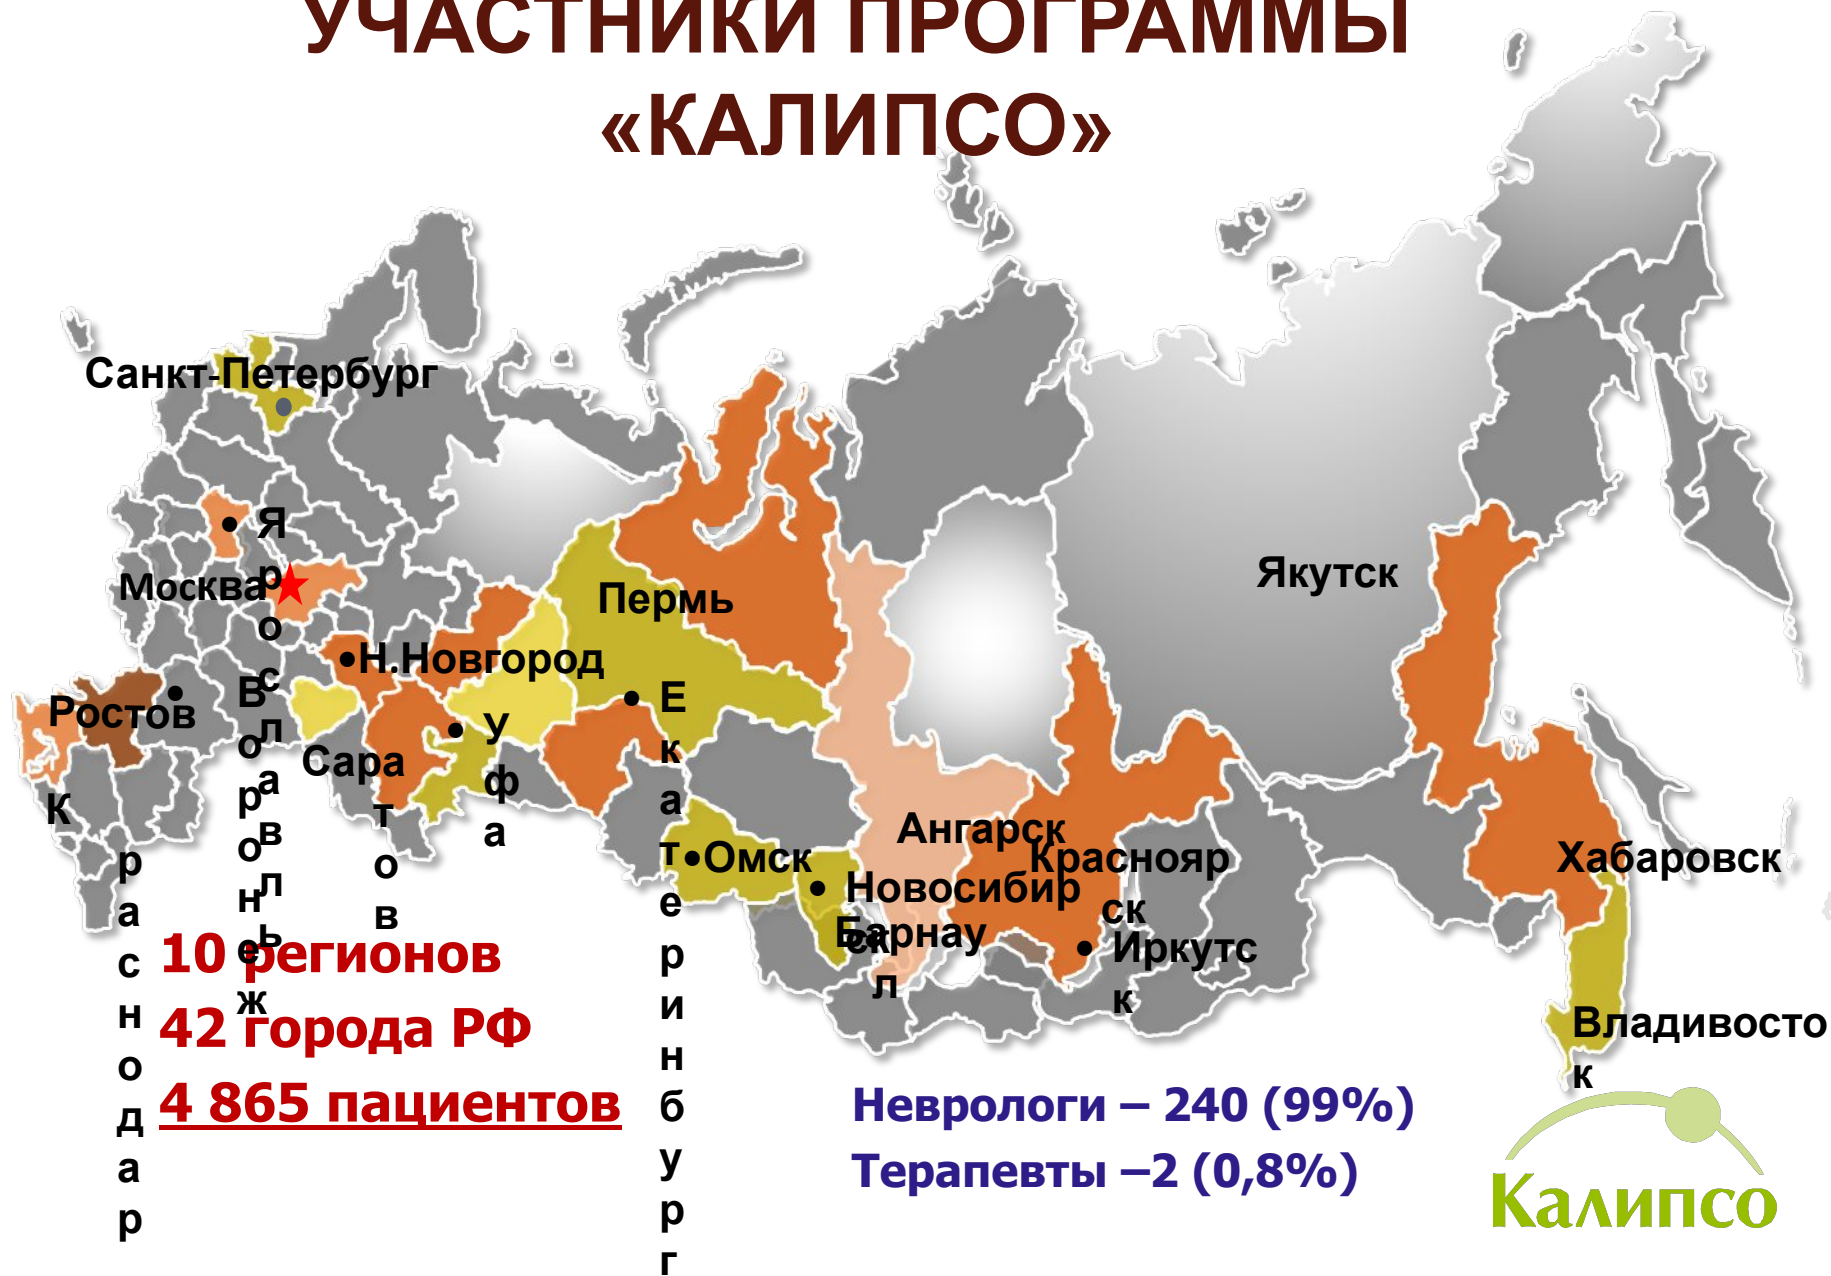 УЧАСТНИКИ ПРОГРАММЫ
«КАЛИПСО»
Санкт-Петербург
Ярославль
Москва
Якутск
Пермь
Н.Новгород
Ростов
Воронеж
Екатеринбург
Уфа
Саратов
Краснодар
Ангарск
Омск
Красноярск
Хабаровск
Новосибирск
Барнаул
Иркутск
Владивосток
10 регионов
42 города РФ
4 865 пациентов
Неврологи – 240 (99%)
Терапевты –2 (0,8%)
Калипсо